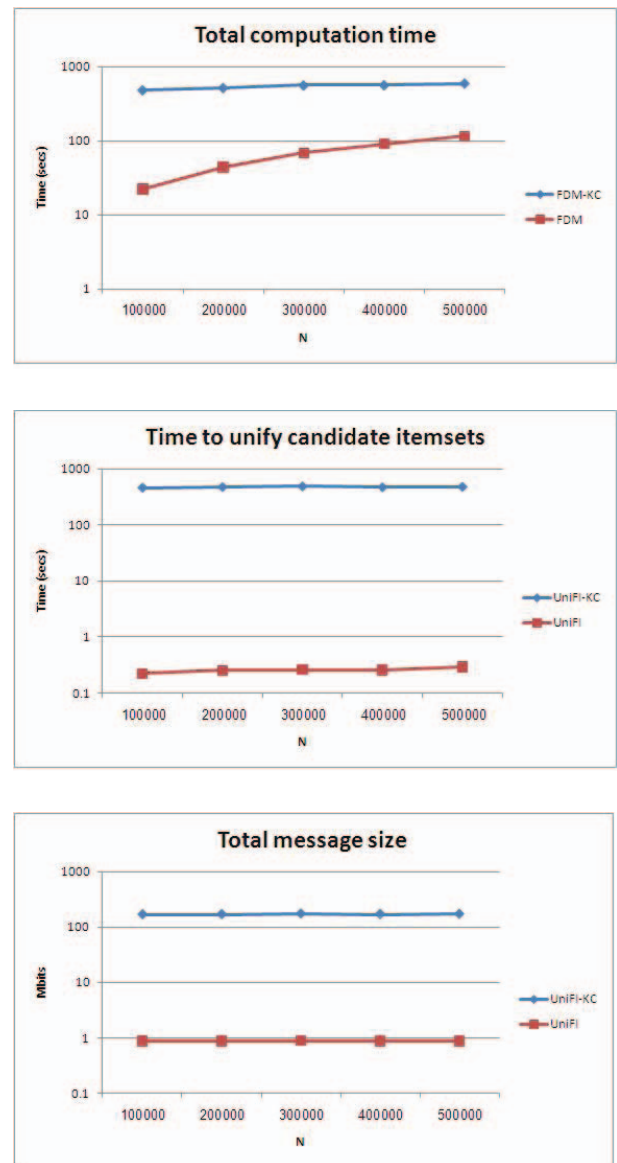 Total computation time
1000
100
10
1
Time (secs)
100000 200000 300000 400000 500000
N
FDM-KC
FDM
Time to unify candidate itemsets
1000
100
10
1
0.1
Time (secs)
100000 200000 300000 400000 500000
N
UniFI-KC
UniFI
Total message size
1000
100
10
1
0.1
Mbits
100000 200000 300000 400000 500000
N
UniFI-KC
UniFI